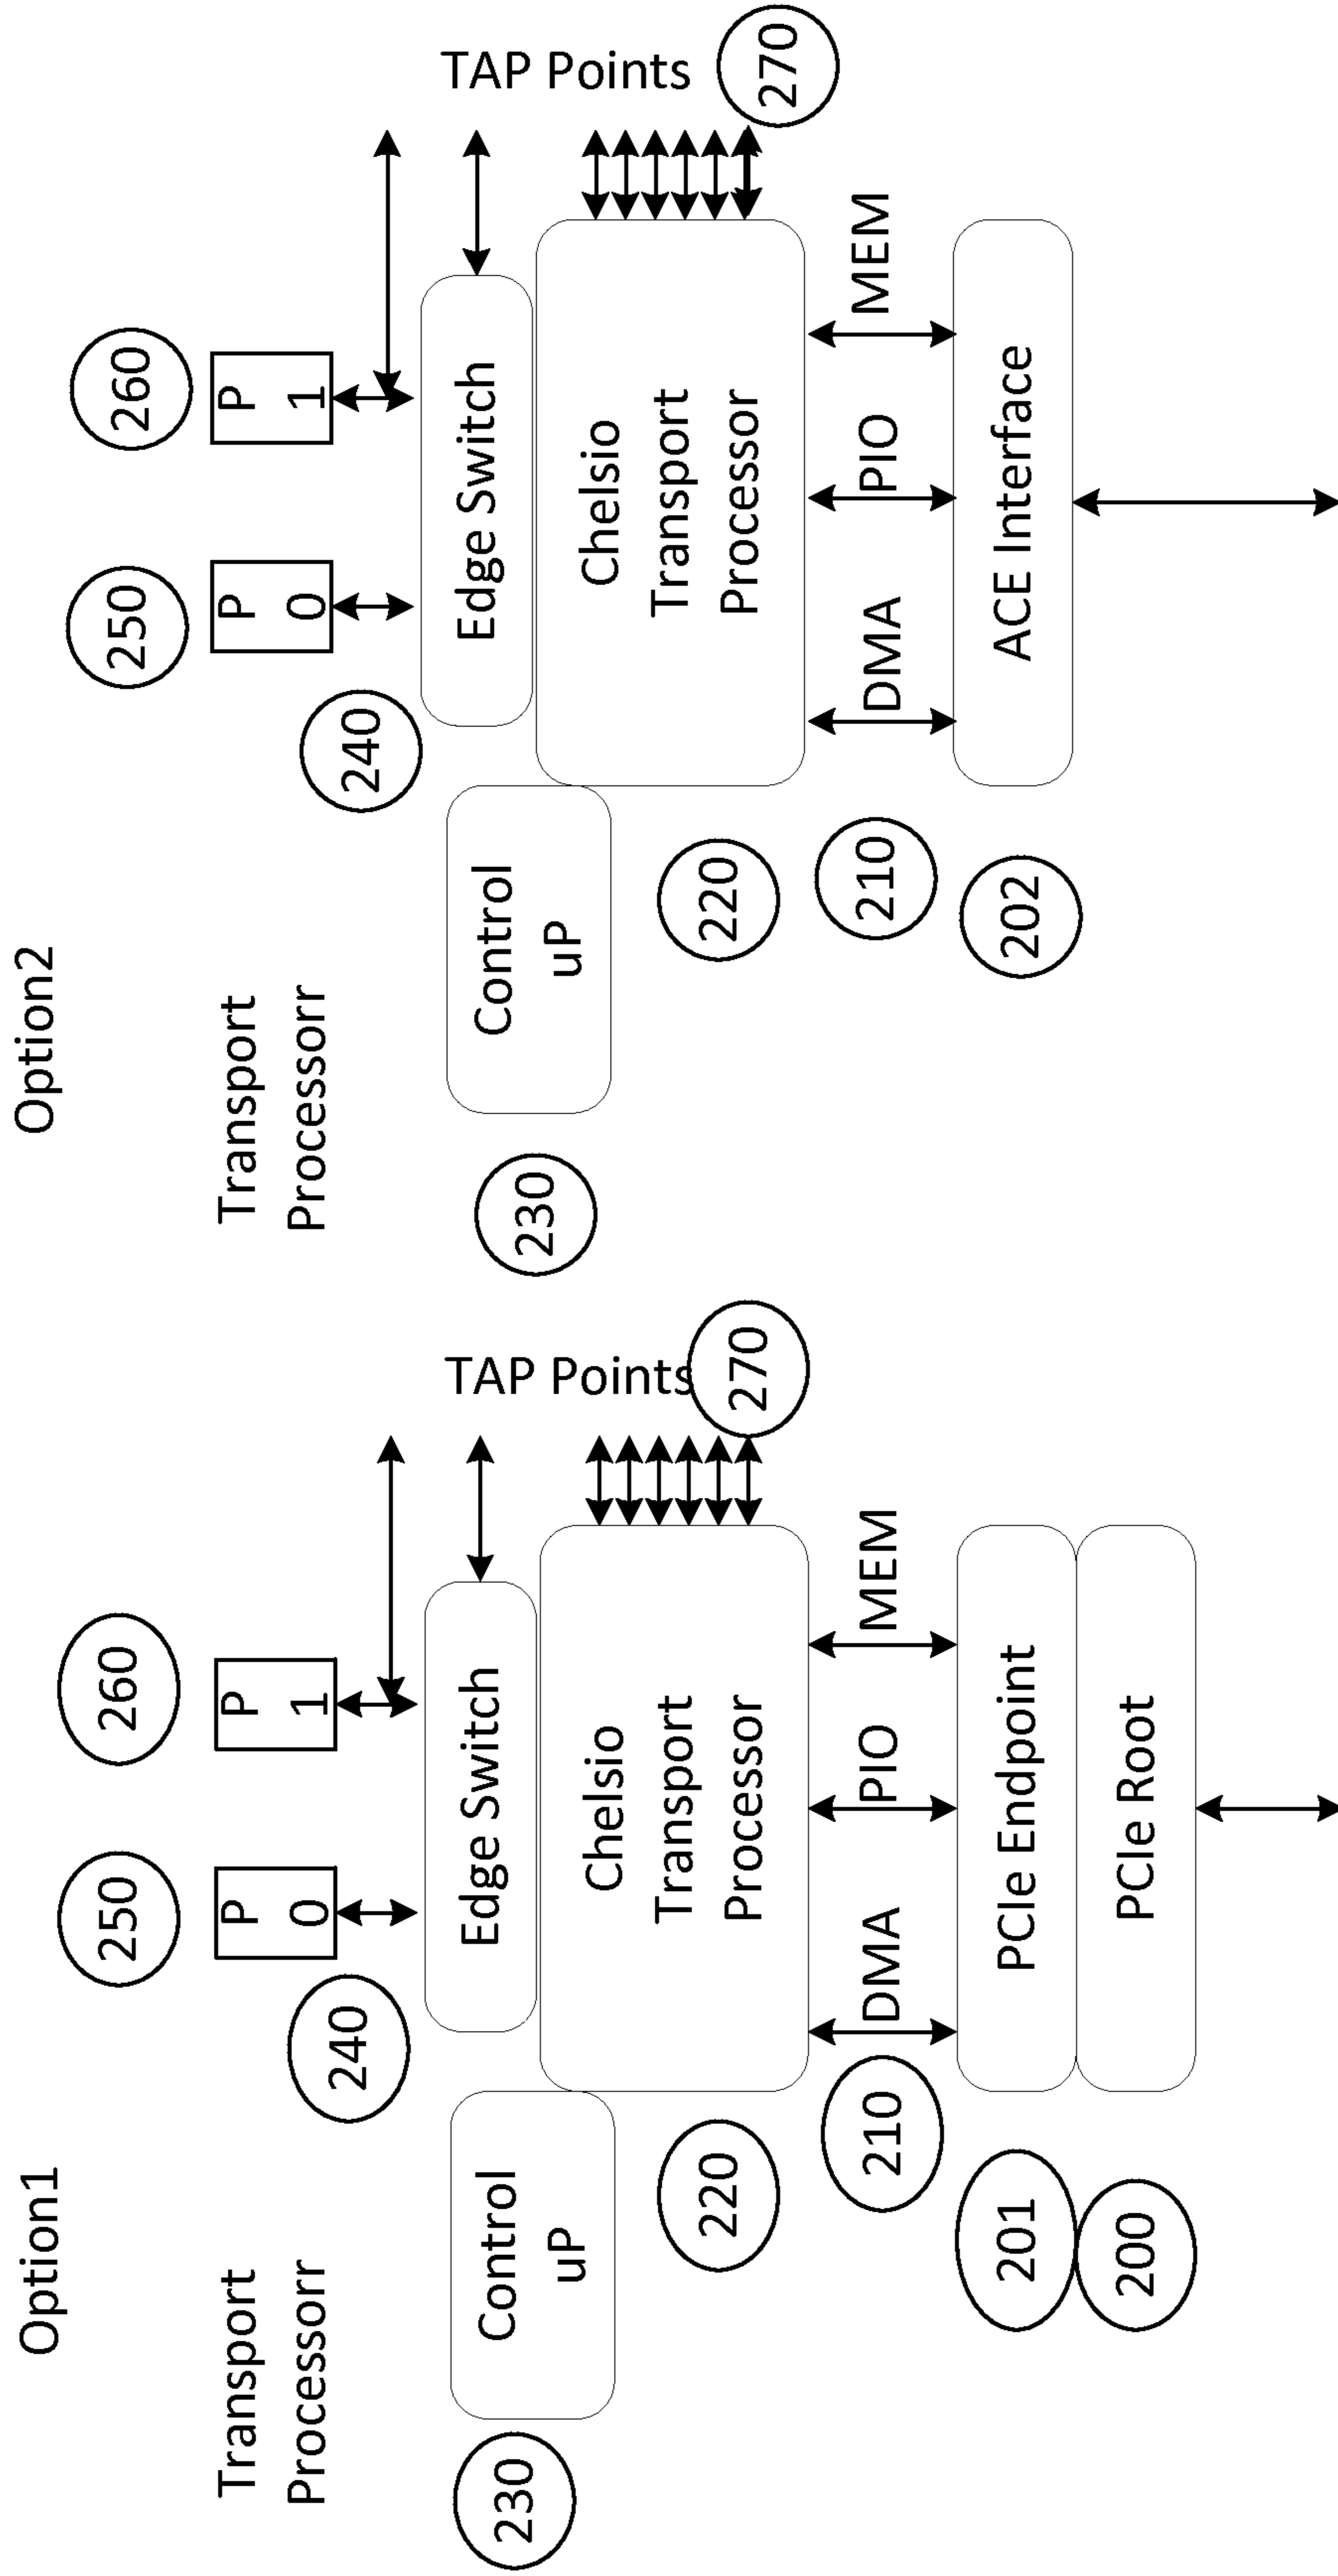 Option1
Transport
Processorr
250
260
P
0
P
1
240
TAP Points
230
Control
uP
Edge Switch
Chelsio
Transport
Processor
270
220
210
DMA
PIO
MEM
201
PCIe Endpoint
200
PCIe Root
Option2
Transport
Processorr
250
260
P
0
P
1
240
TAP Points
230
Control
uP
Edge Switch
Chelsio
Transport
Processor
270
220
210
DMA
PIO
MEM
202
ACE Interface